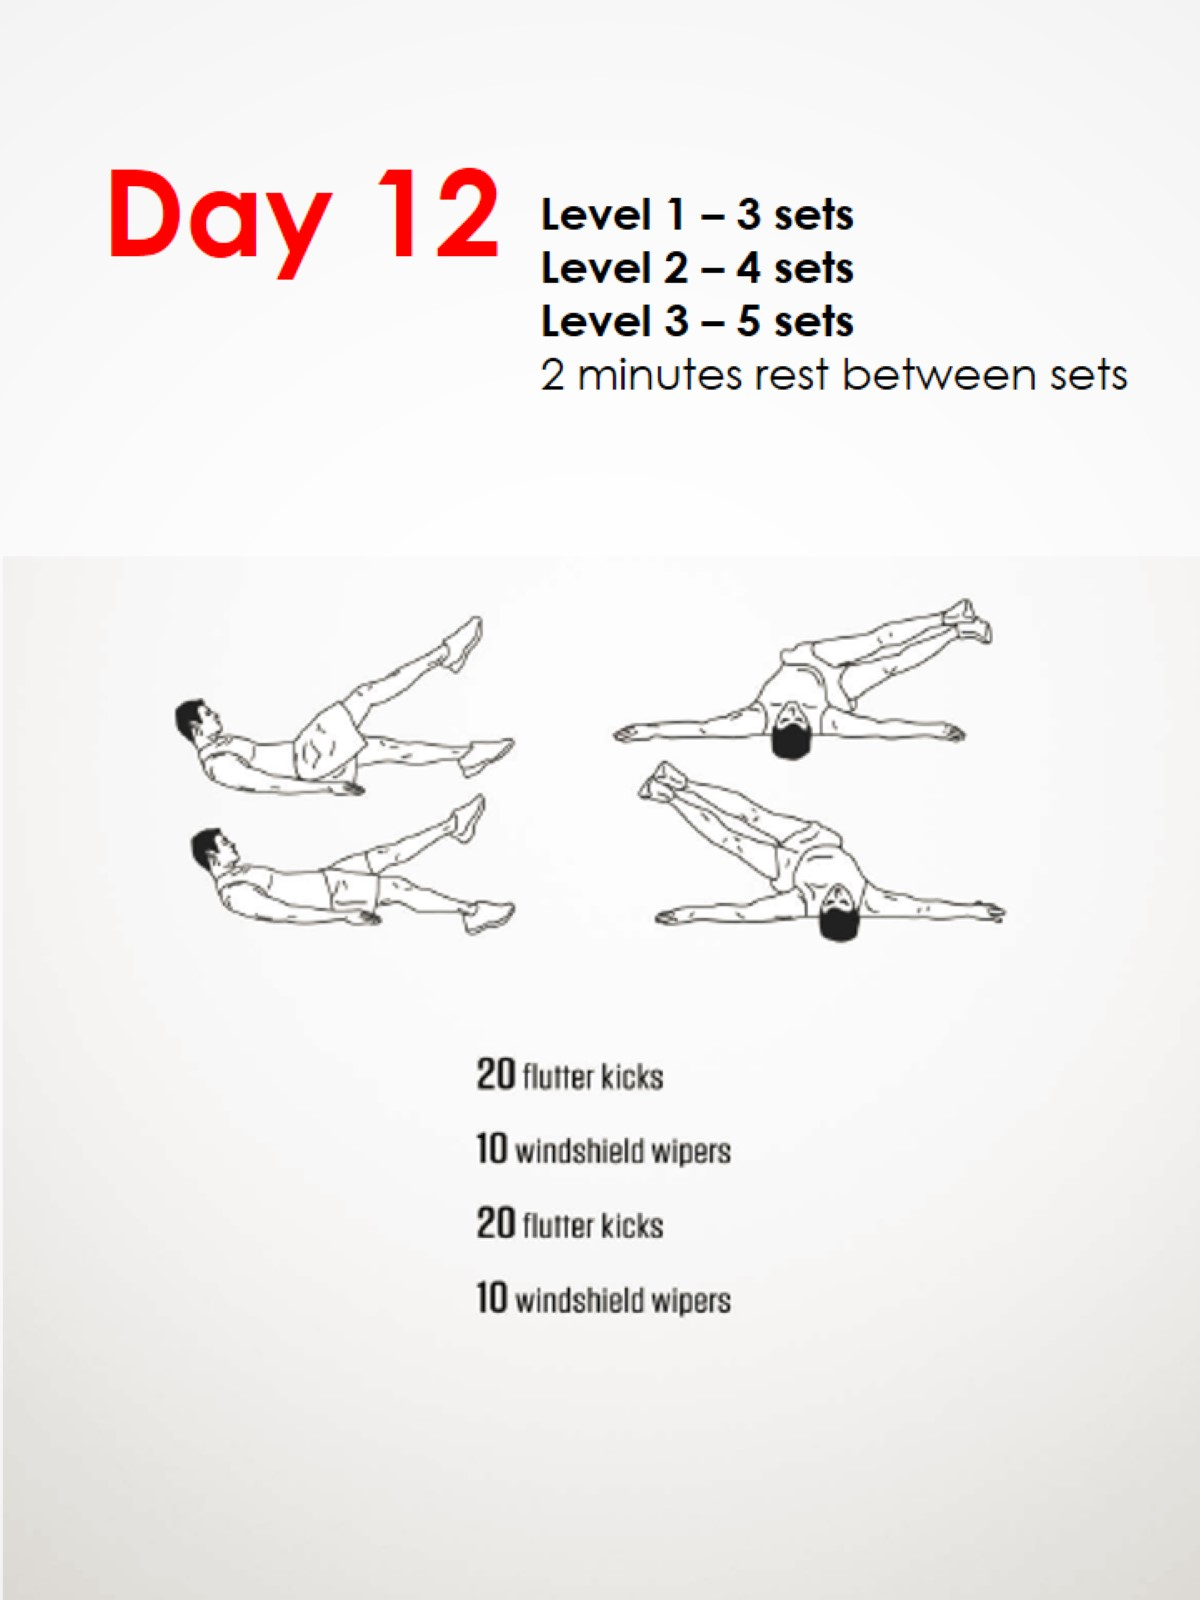 Day 12
Level 1 – 3 sets
Level 2 – 4 sets
Level 3 – 5 sets
2 minutes rest between sets
20 flutter kicks
10 windshield wipers
20 flutter kicks
10 windshield wipers